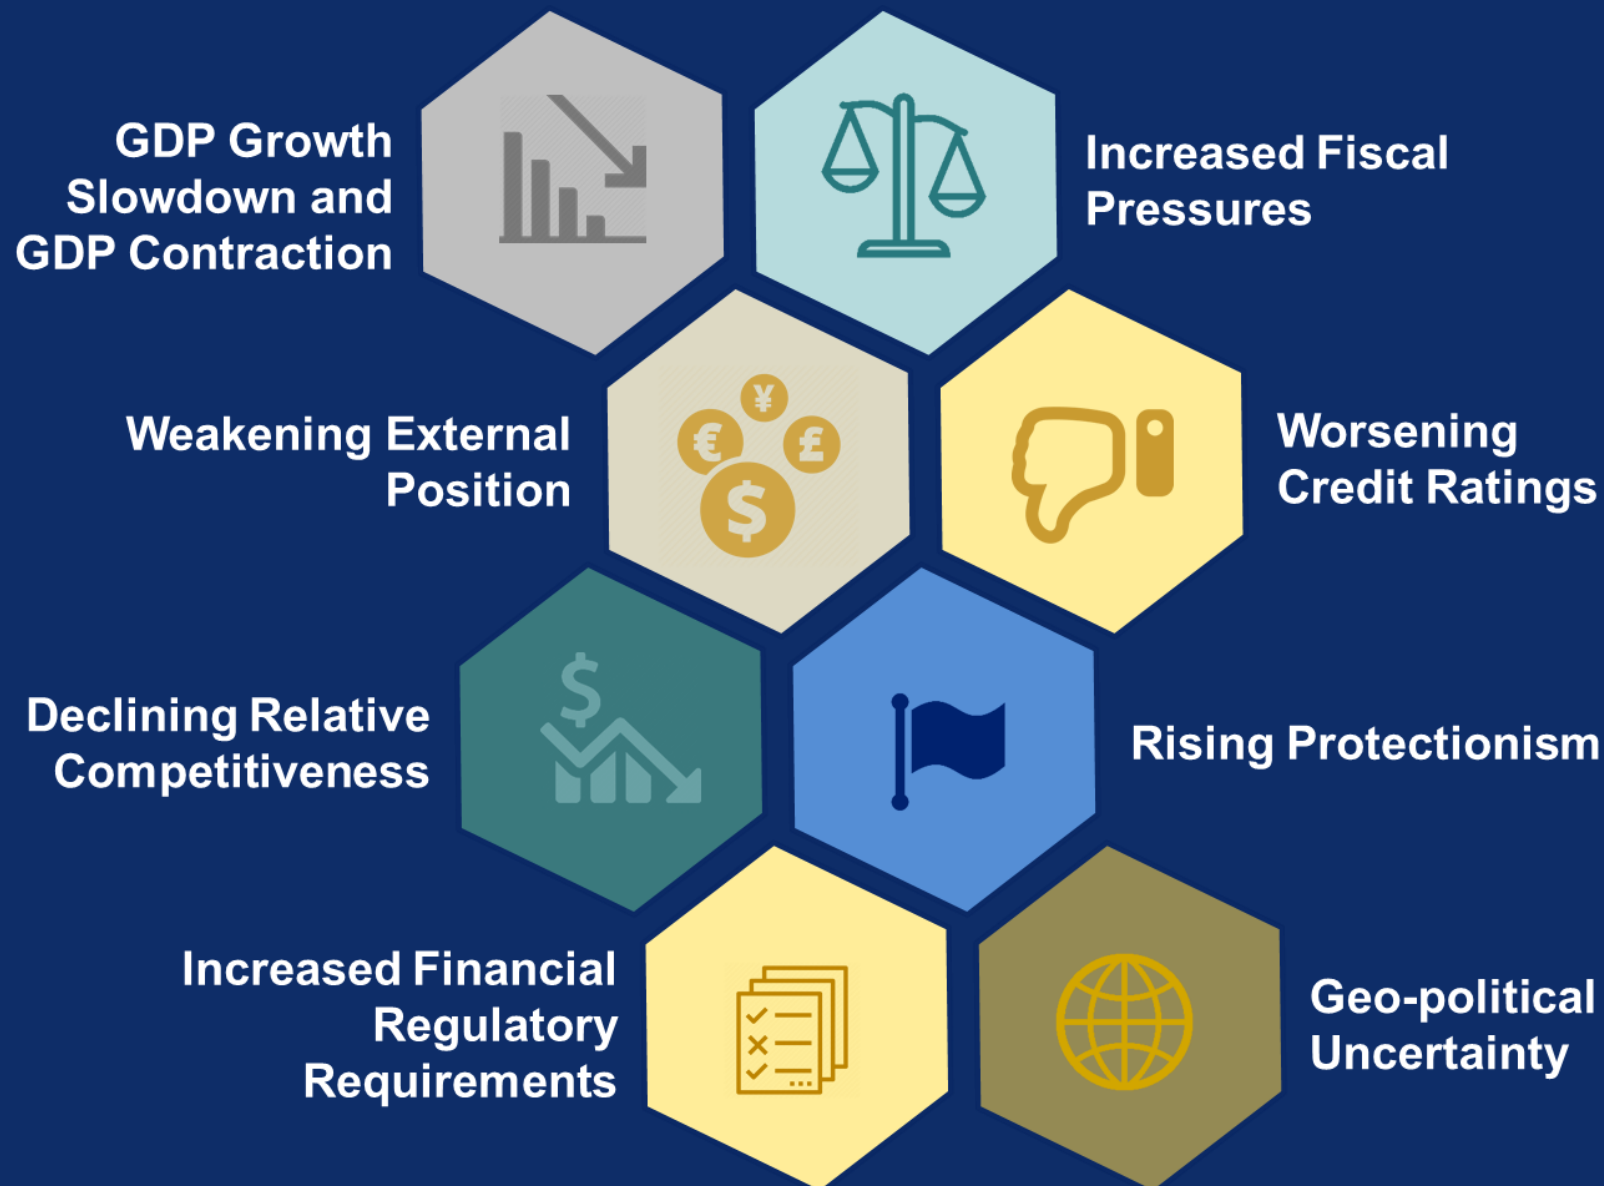 GDP Growth
Slowdown and
GDP Contraction
Increased Fiscal
Pressures
Weakening External
Position
¥
€
£
$
Worsening
Credit Ratings
Declining Relative
Competitiveness
$
Rising Protectionism
Increased Financial
Regulatory
Requirements
Geo-political
Uncertainty